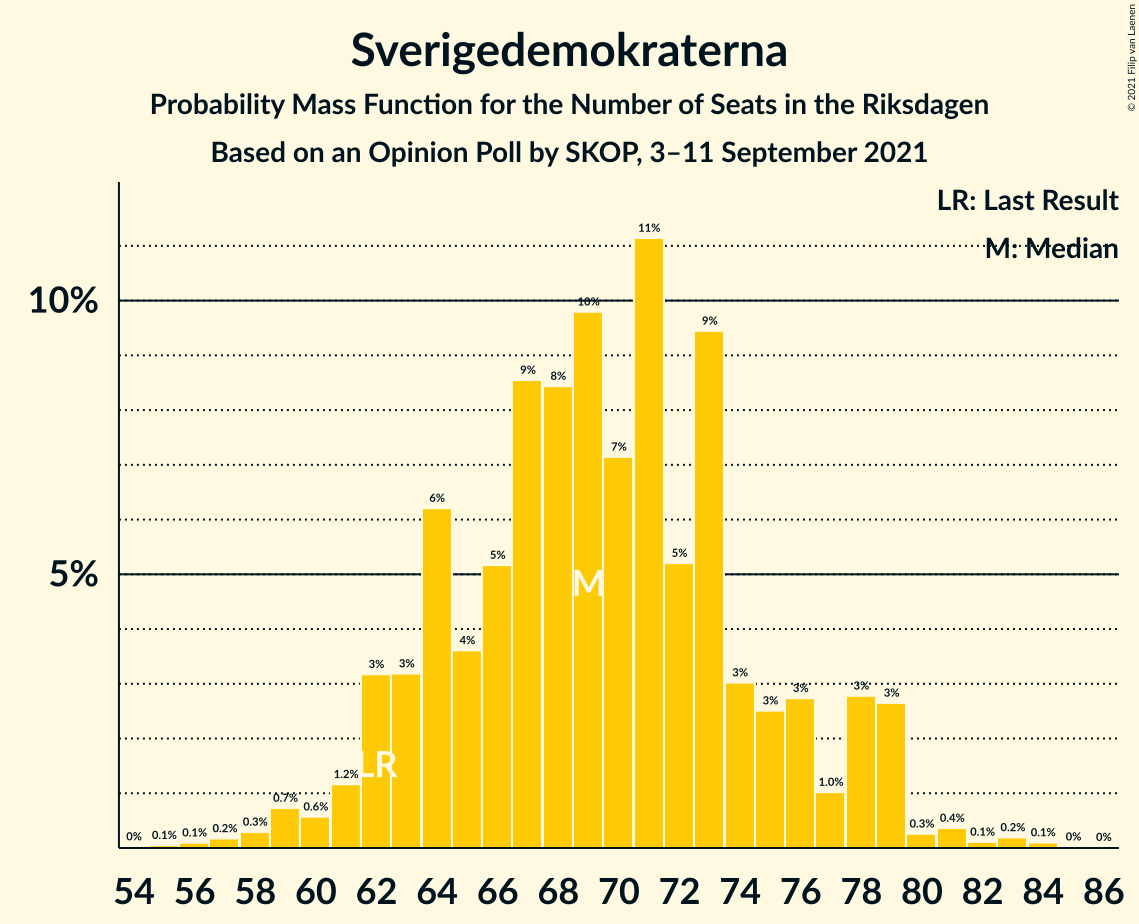 Sverigedemokraterna
Probability Mass Function for the Number of Seats in the Riksdagen
Based on an Opinion Poll by SKOP, 3–11 September 2021
© 2021 Filip van Laenen
LR: Last Result
M: Median
10%
5%
0% 0.1% 0.1% 0.2% 0.3% 0.7% 0.6% 1.2% 3% 3% 6% 4% 5% 9% 8% 10% 7% 11% 5% 9% 3% 3% 3% 1.0% 3% 3% 0.3% 0.4% 0.1% 0.2% 0.1% 0% 0%
M
LR
54 56 58 60 62 64 66 68 70 72 74 76 78 80 82 84 86